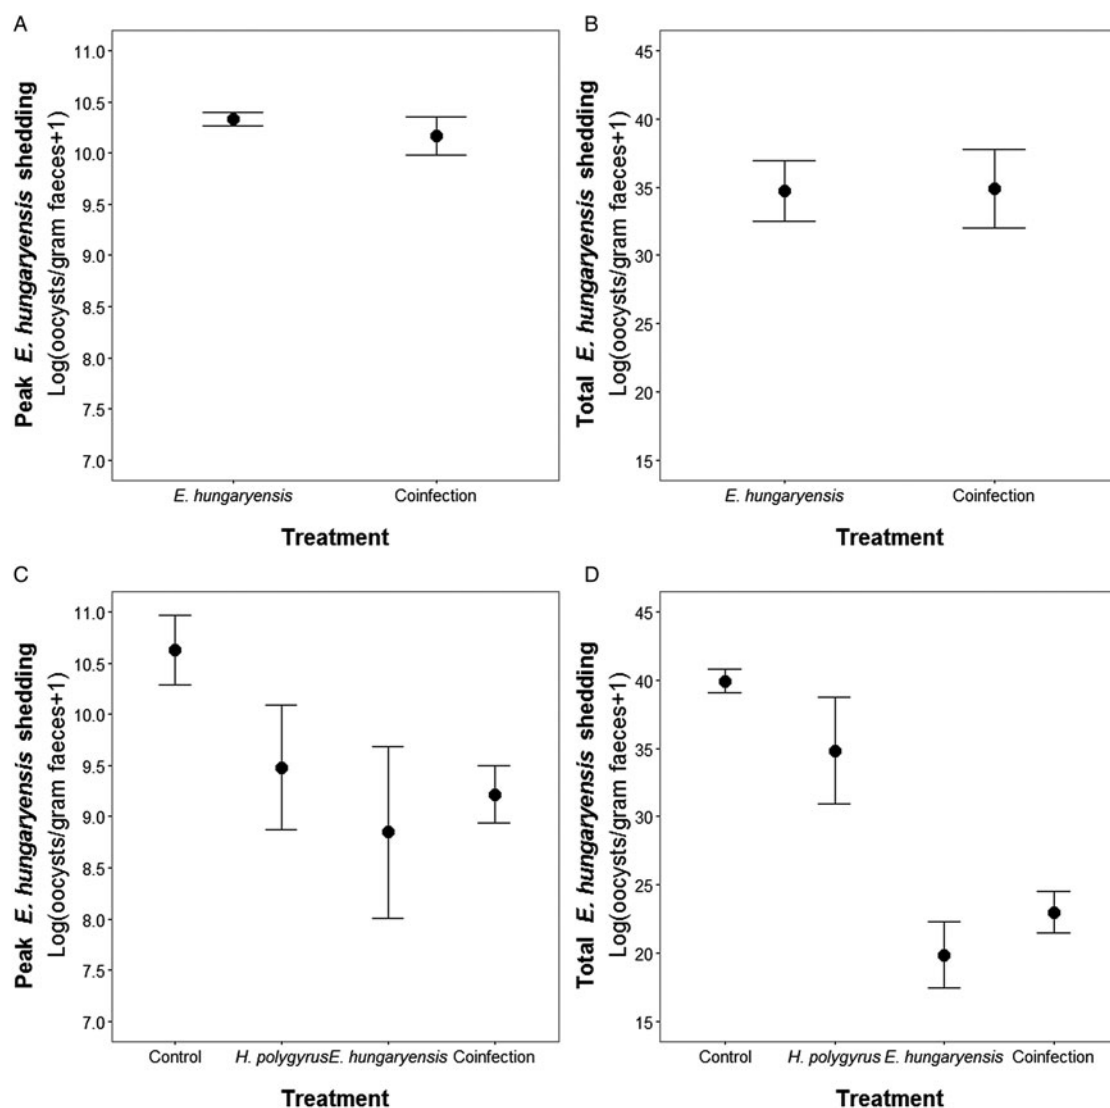 A
Peak E. hungaryensis shedding
Log(oocysts/gram faeces+1)
11.0
10.5
10.0
9.5
9.0
8.5
8.0
7.5
7.0
E. hungaryensis Coinfection
Treatment
B
Total E. hungaryensis shedding
Log(oocysts/gram faeces+1)
45
40
35
30
25
20
15
E. hungaryensis Coinfection
Treatment
C
Peak E. hungaryensis shedding
Log(oocysts/gram faeces+1)
11.0
10.5
10.0
9.5
9.0
8.5
8.0
7.5
7.0
Control H. polygyrus E. hungaryensis Coinfection
Treatment
D
Total E. hungaryensis shedding
Log(oocysts/gram faeces+1)
45
40
35
30
25
20
15
Control H. polygyrus E. hungaryensis Coinfection
Treatment